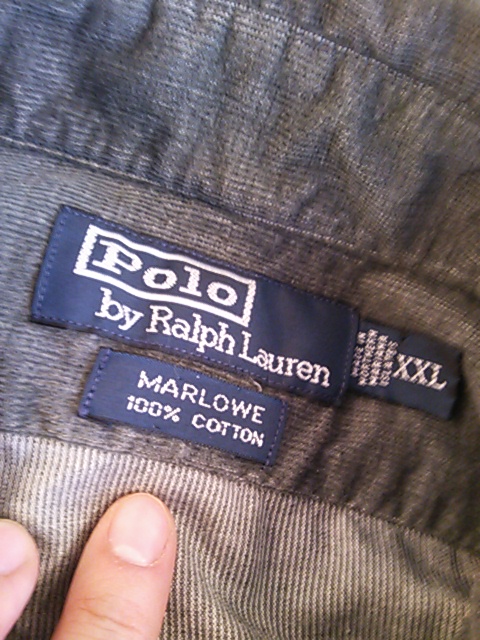 Polo
by Ralph Lauren
XXL
MARLOWE
100% COTTON